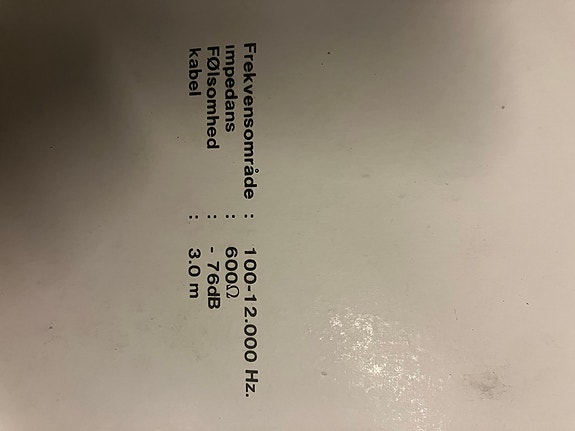 Frekvensområde : 100-12.000 Hz.
Impedans : 600Ω
FØlsomhed : - 76dB
kabel : 3.0 m